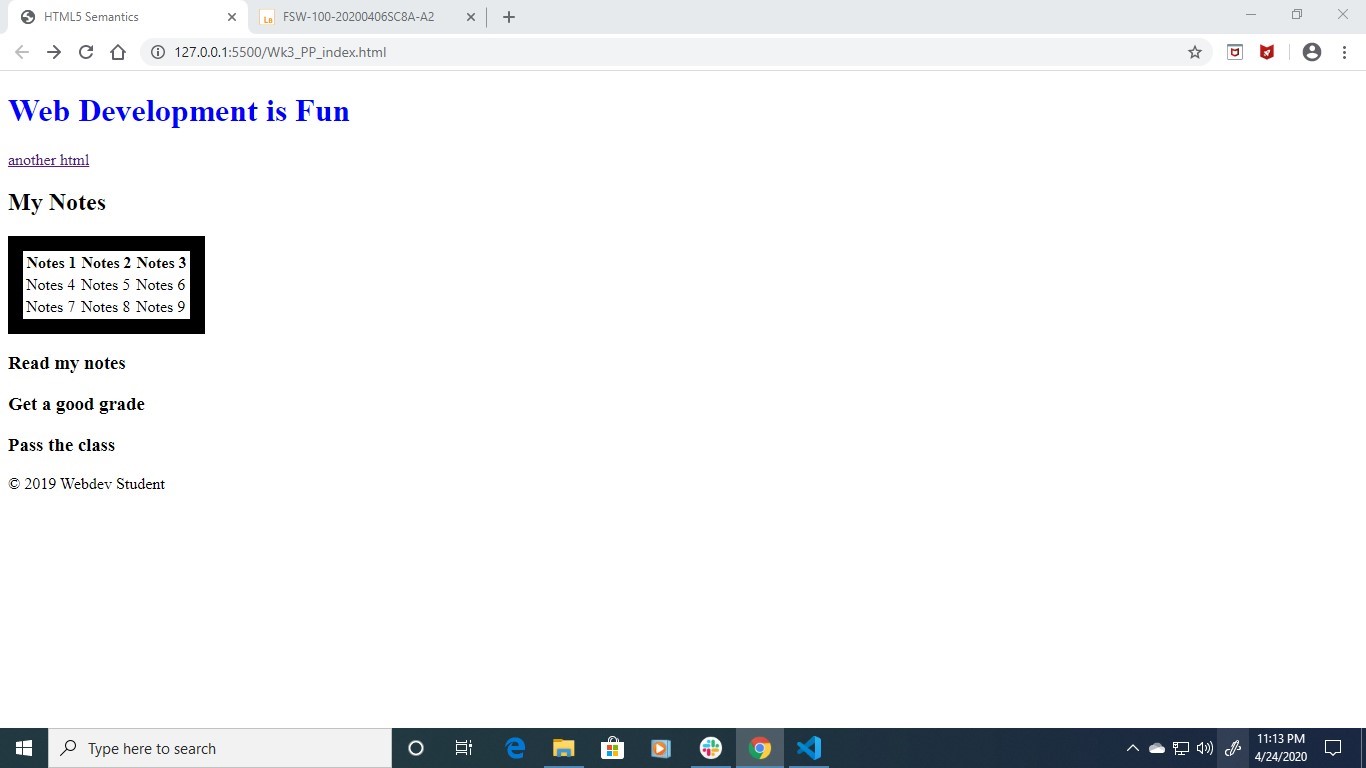 HTML5 Semantics
FSW-100-20200406SC8A-A2
127.0.0.1:5500/Wk3_PP_index.html
Web Development is Fun
another html
My Notes
Notes 1 Notes 2 Notes 3
Notes 4 Notes 5 Notes 6
Notes 7 Notes 8 Notes 9
Read my notes
Get a good grade
Pass the class
© 2019 Webdev Student
Type here to search
11:13 PM
4/24/2020